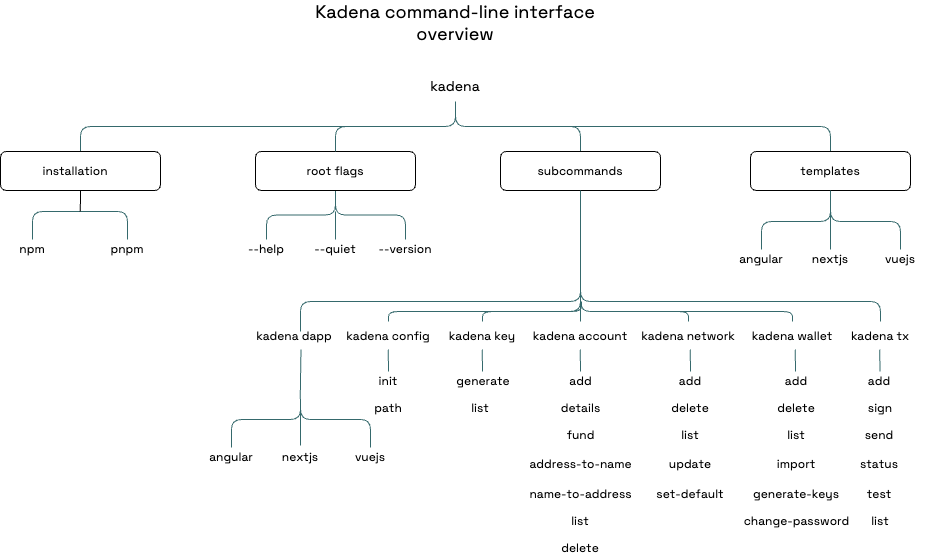 Kadena command-line interface
overview
kadena
installation root flags subcommands templates
npm pnpm --help --quiet --version
angular nextjs vuejs
kadena dapp kadena config kadena key kadena account kadena network kadena wallet kadena tx
init generate add add add add
path list details delete delete sign
fund list list send
angular nextjs vuejs
address-to-name update import status
name-to-address set-default generate-keys test
list change-password list
delete